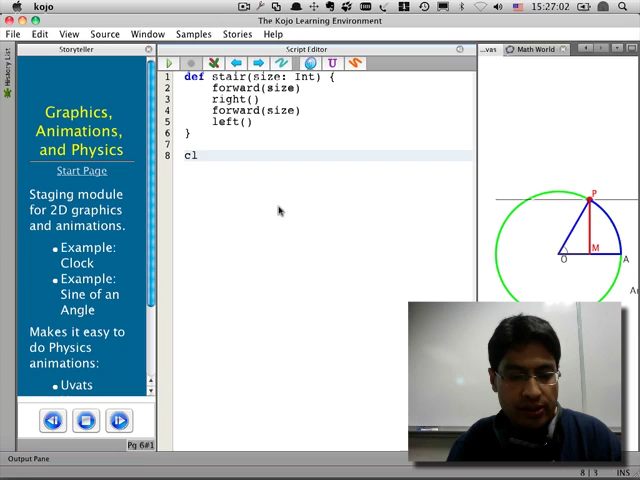 kojo
15:27:02
The Kojo Learning Environment
File Edit View Source Window Samples Stories Help
History List
Storyteller
Graphics,
Animations,
and Physics
Start Page
Staging module
for 2D graphics
and animations.
Example:
Clock
Example:
Sine of an
Angle
Makes it easy to
do Physics
animations:
Uvats
Pg 6#1
Script Editor
1 def stair(size: Int) {
2 forward(size)
3 right()
4 forward(size)
5 left()
6 }
7
8 cl
...vas Math World
P
O
M
A
Ar
Output Pane
8 | 3 INS